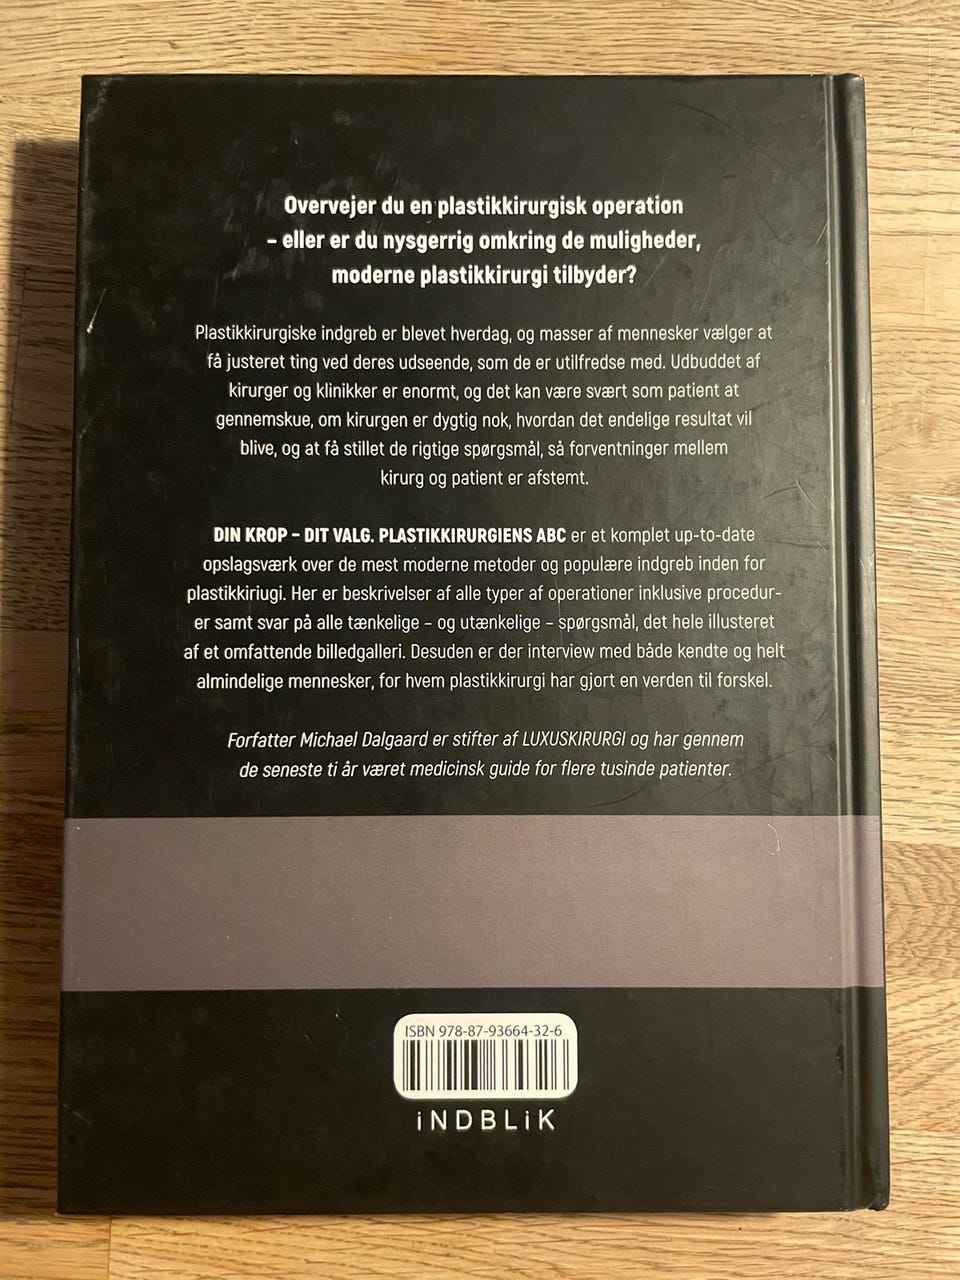 Overvejer du en plastikkirurgisk operation
– eller er du nysgerrig omkring de muligheder,
moderne plastikkirurgi tilbyder?
Plastikkirurgiske indgreb er blevet hverdag, og masser af mennesker vælger at
få justeret ting ved deres udseende, som de er utilfredse med. Udbuddet af
kirurger og klinikker er enormt, og det kan være svært som patient at
gennemskue, om kirurgen er dygtig nok, hvordan det endelige resultat vil
blive, og at få stillet de rigtige spørgsmål, så forventninger mellem
kirurg og patient er afstemt.
DIN KROP – DIT VALG. PLASTIKKIRURGIENS ABC er et komplet up-to-date
opslagsværk over de mest moderne metoder og populære indgreb inden for
plastikkiriugi. Her er beskrivelser af alle typer af operationer inklusive procedur-
er samt svar på alle tænkelige – og utænkelige – spørgsmål, det hele illustreret
af et omfattende billedgalleri. Desuden er der interview med både kendte og helt
almindelige mennesker, for hvem plastikkirurgi har gjort en verden til forskel.
Forfatter Michael Dalgaard er stifter af LUXUSKIRURGI og har gennem
de seneste ti år været medicinsk guide for flere tusinde patienter.
ISBN 978-87-93664-32-6
iNDBLiK